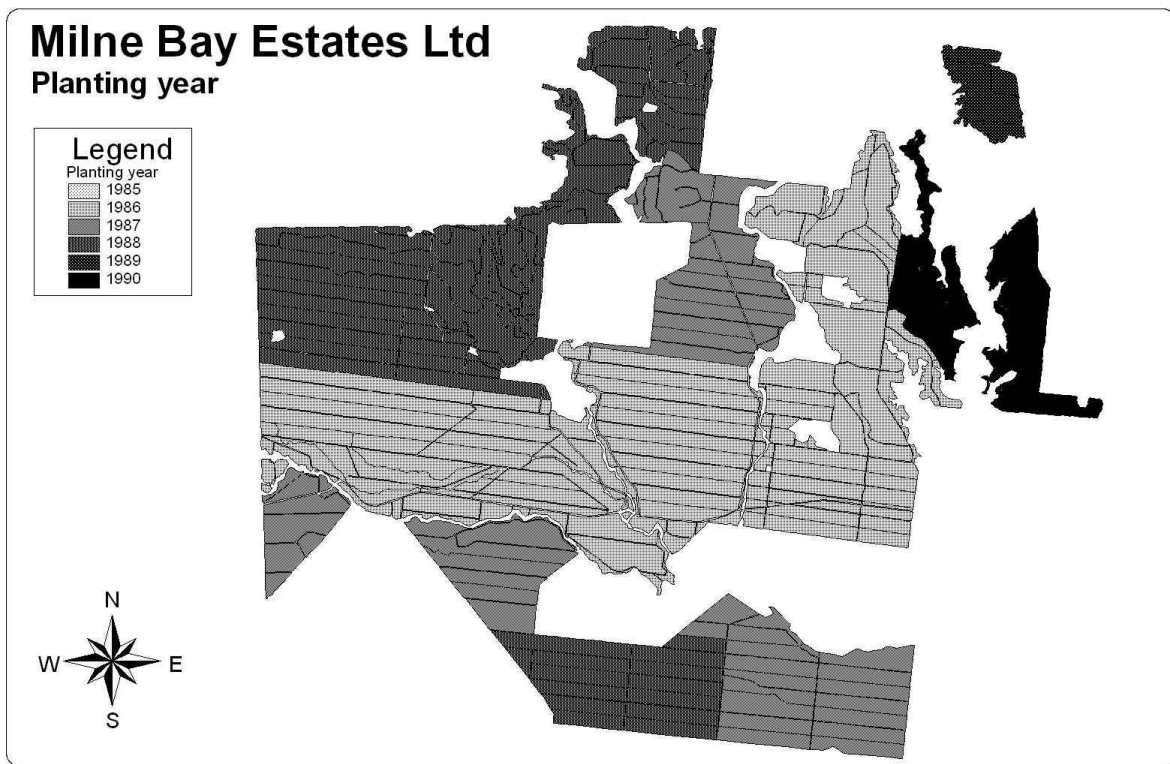 Milne Bay Estates Ltd
Planting year
Legend
Planting year
1985
1986
1987
1988
1989
1990
N
W E
S